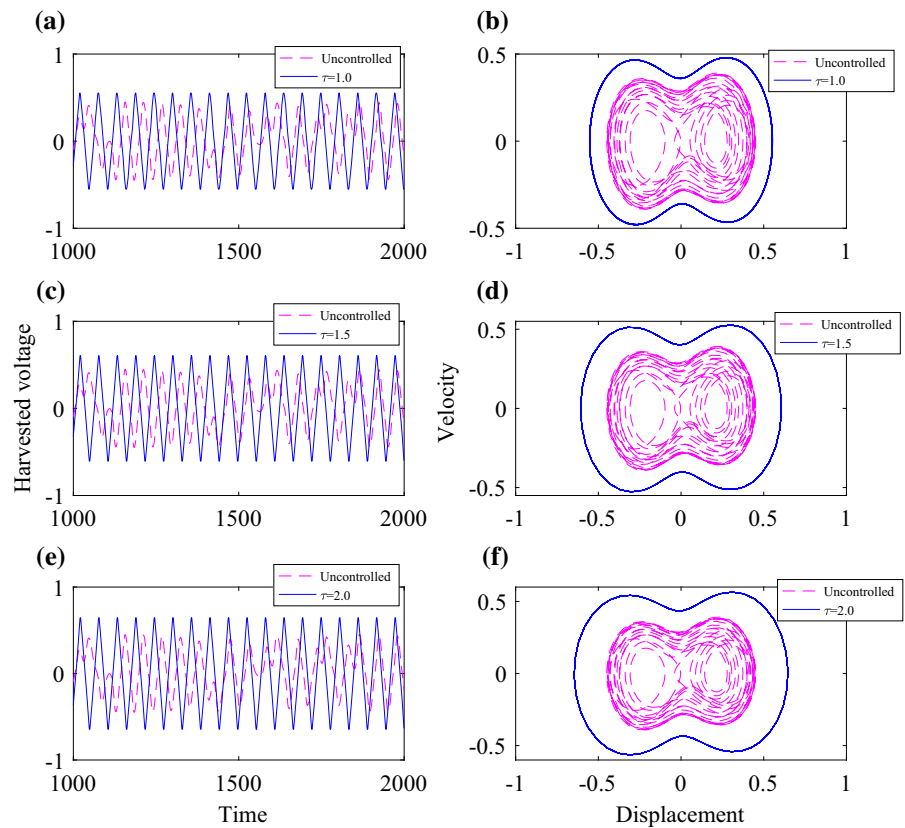 (a)
1
0
-1
1000
1500
2000
Uncontrolled
τ=1.0
(b)
0.5
0
-0.5
-1
-0.5
0
0.5
1
Uncontrolled
τ=1.0
(c)
1
0
-1
1000
1500
2000
Uncontrolled
τ=1.5
Harvested voltage
(d)
0.5
0
-0.5
-1
-0.5
0
0.5
1
Uncontrolled
τ=1.5
Velocity
(e)
1
0
-1
1000
1500
2000
Uncontrolled
τ=2.0
Time
(f)
0.5
0
-0.5
-1
-0.5
0
0.5
1
Uncontrolled
τ=2.0
Displacement